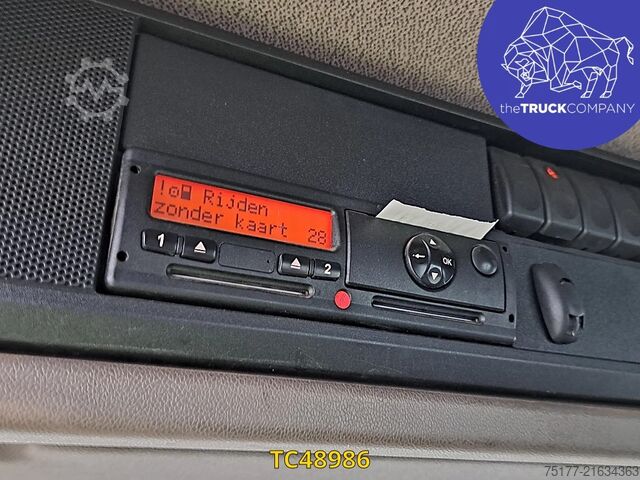 theTRUCKCOMPANY
! Rijden
zonder kaart 28
1
2
OK
TC48986
75177-21634363